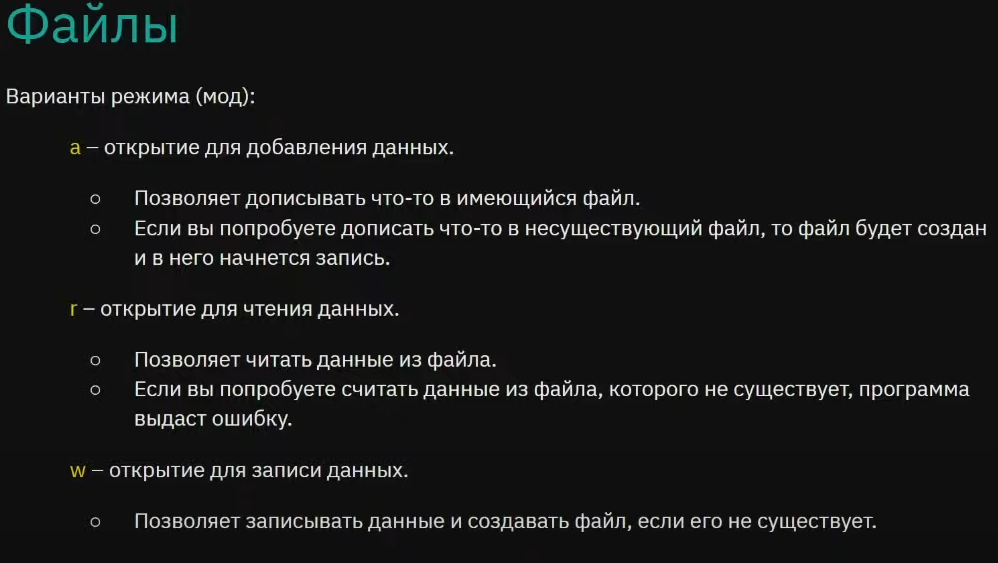 Файлы
Варианты режима (мод):
a – открытие для добавления данных.
○ Позволяет дописывать что-то в имеющийся файл.
○ Если вы попробуете дописать что-то в несуществующий файл, то файл будет создан
и в него начнется запись.
r – открытие для чтения данных.
○ Позволяет читать данные из файла.
○ Если вы попробуете считать данные из файла, которого не существует, программа
выдаст ошибку.
w – открытие для записи данных.
○ Позволяет записывать данные и создавать файл, если его не существует.